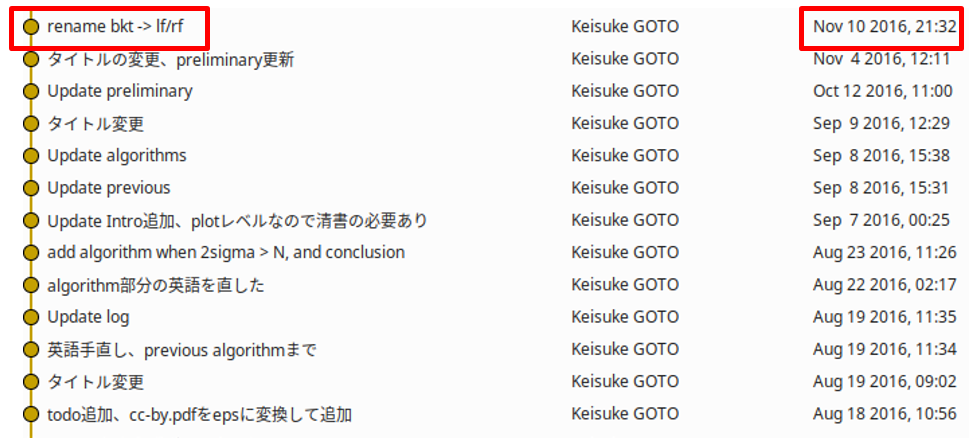 rename bkt -> lf/rf Keisuke GOTO Nov 10 2016, 21:32
タイトルの変更、preliminary更新 Keisuke GOTO Nov 4 2016, 12:11
Update preliminary Keisuke GOTO Oct 12 2016, 11:00
タイトル変更 Keisuke GOTO Sep 9 2016, 12:29
Update algorithms Keisuke GOTO Sep 8 2016, 15:38
Update previous Keisuke GOTO Sep 8 2016, 15:31
Update Intro追加、plotレベルなので清書の必要あり Keisuke GOTO Sep 7 2016, 00:25
add algorithm when 2sigma > N, and conclusion Keisuke GOTO Aug 23 2016, 11:26
algorithm部分の英語を直した Keisuke GOTO Aug 22 2016, 02:17
Update log Keisuke GOTO Aug 19 2016, 11:35
英語手直し、previous algorithmまで Keisuke GOTO Aug 19 2016, 11:34
タイトル変更 Keisuke GOTO Aug 19 2016, 09:02
todo追加、cc-by.pdfをepsに変換して追加 Keisuke GOTO Aug 18 2016, 10:56